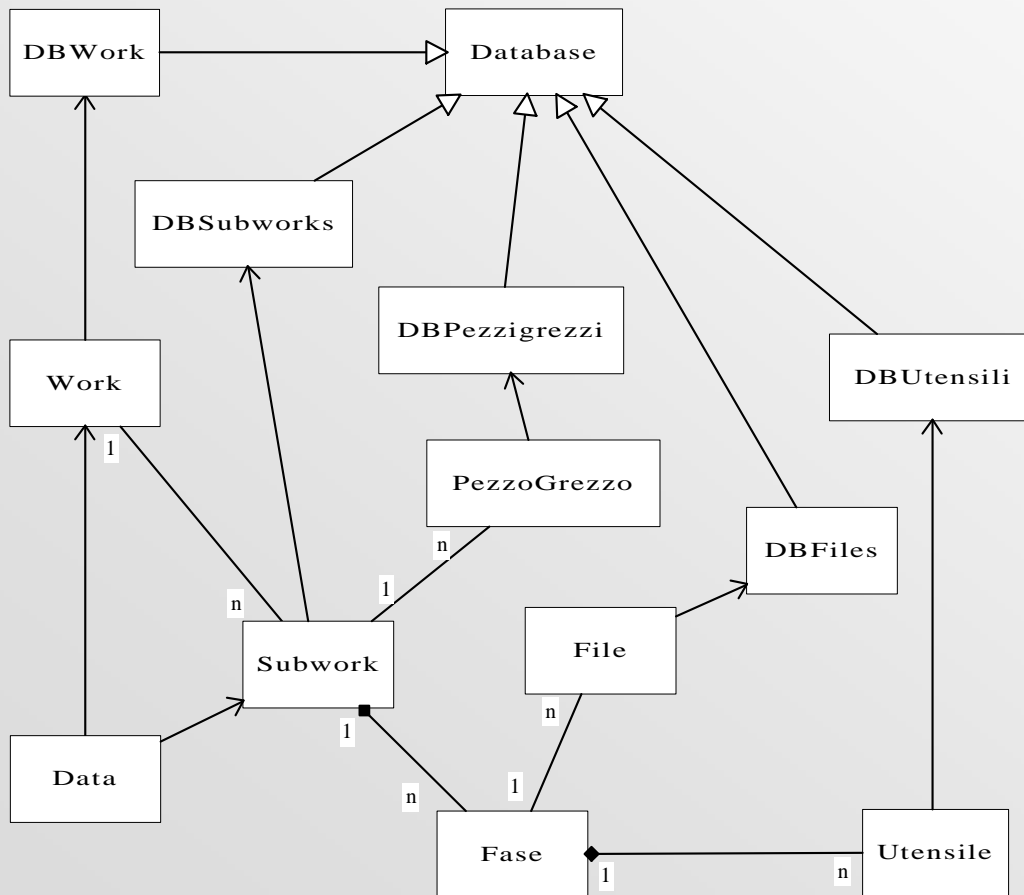 DBWork
Database
DBSubworks
DBPezzigrezzi
DBUtensili
Work
1
PezzoGrezzo
n
DBFiles
1
n
Subwork
File
n
1
Data
n
1
Fase
1
n
Utensile